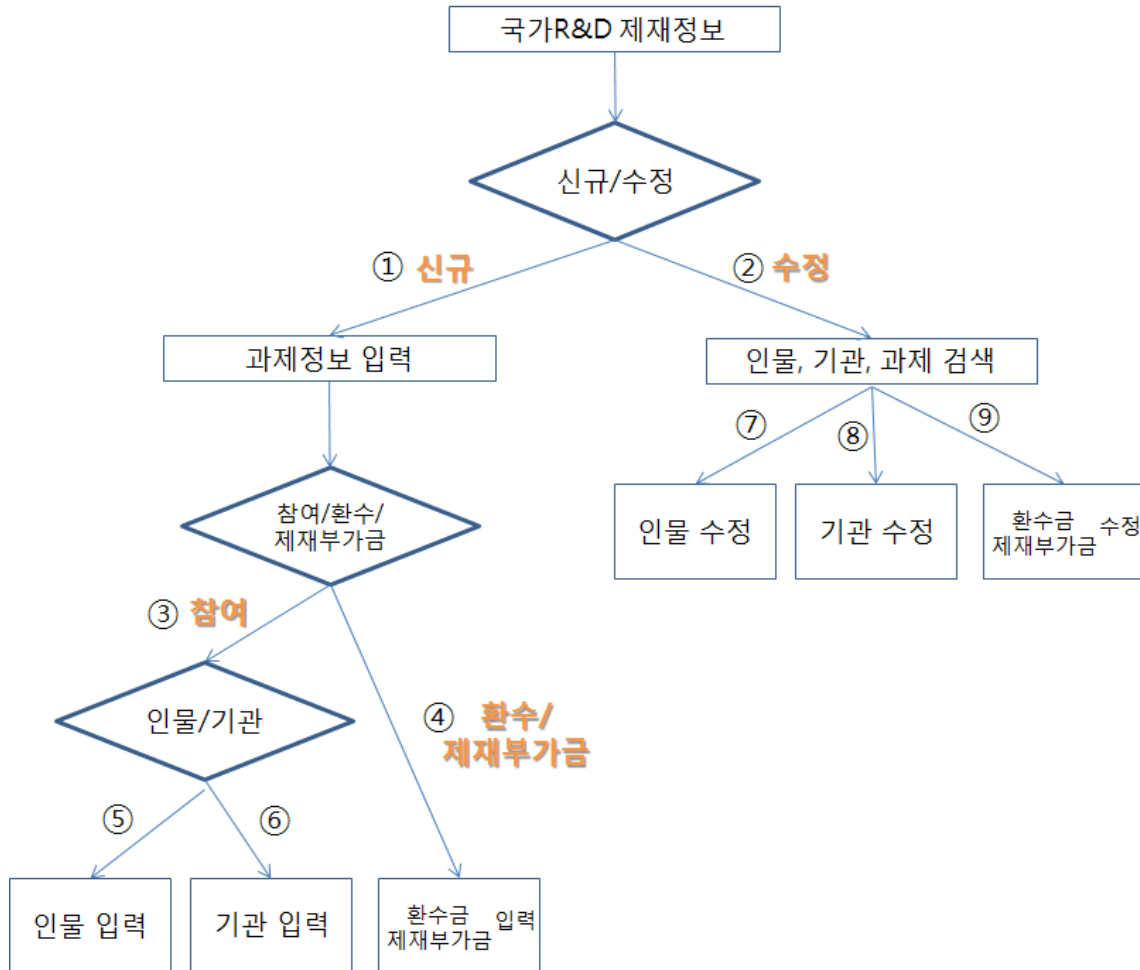 국가R&D 제재정보
신규/수정
① 신규
② 수정
과제정보 입력
인물, 기관, 과제 검색
⑦
⑧
⑨
참여/환수/
제재부가금
인물 수정
기관 수정
환수금
제재부가금 수정
③ 참여
인물/기관
④ 환수/
제재부가금
⑤
⑥
인물 입력
기관 입력
환수금
제재부가금 입력